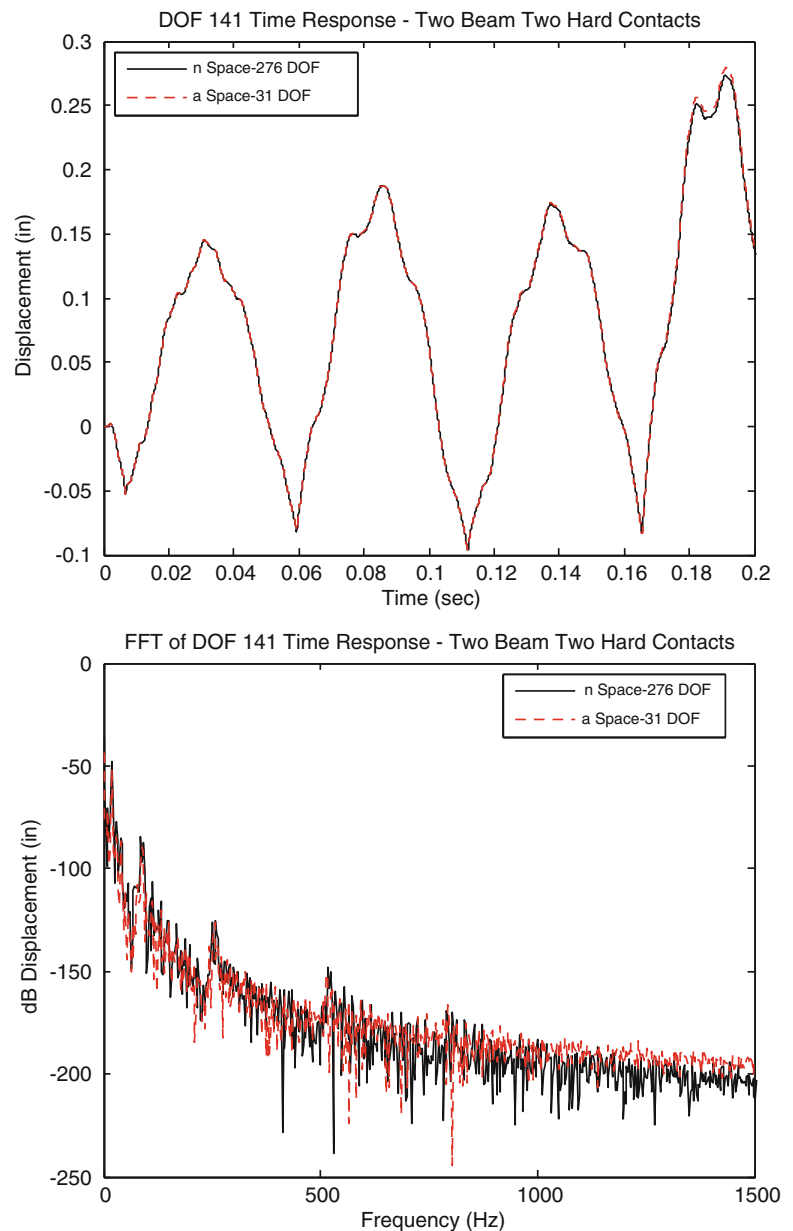 DOF 141 Time Response - Two Beam Two Hard Contacts
n Space-276 DOF
a Space-31 DOF
0.3
0.25
0.2
0.15
0.1
0.05
0
-0.05
-0.1
Displacement (in)
0 0.02 0.04 0.06 0.08 0.1 0.12 0.14 0.16 0.18 0.2
Time (sec)
FFT of DOF 141 Time Response - Two Beam Two Hard Contacts
n Space-276 DOF
a Space-31 DOF
0
-50
-100
-150
-200
-250
dB Displacement (in)
0 500 1000 1500
Frequency (Hz)